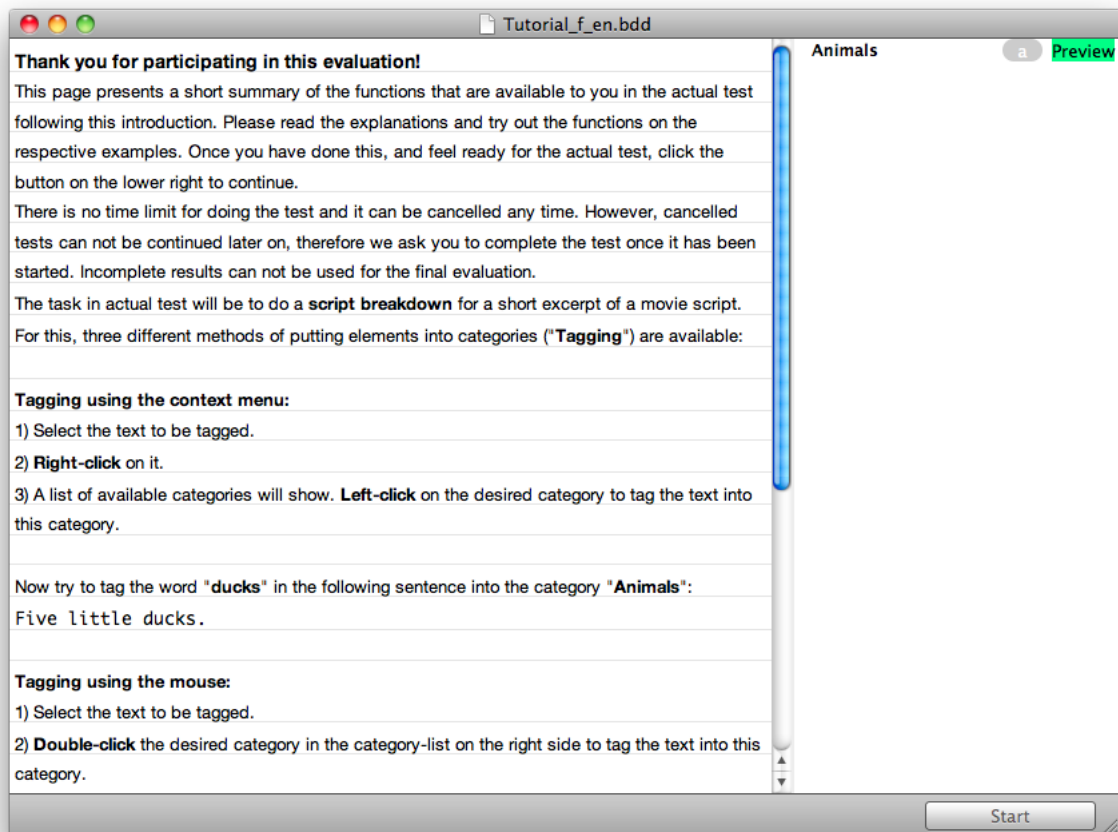 Tutorial_f_en.bdd
Thank you for participating in this evaluation!
This page presents a short summary of the functions that are available to you in the actual test
following this introduction. Please read the explanations and try out the functions on the
respective examples. Once you have done this, and feel ready for the actual test, click the
button on the lower right to continue.
There is no time limit for doing the test and it can be cancelled any time. However, cancelled
tests can not be continued later on, therefore we ask you to complete the test once it has been
started. Incomplete results can not be used for the final evaluation.
The task in actual test will be to do a script breakdown for a short excerpt of a movie script.
For this, three different methods of putting elements into categories ("Tagging") are available:
Tagging using the context menu:
1) Select the text to be tagged.
2) Right-click on it.
3) A list of available categories will show. Left-click on the desired category to tag the text into
this category.
Now try to tag the word "ducks" in the following sentence into the category "Animals":
Five little ducks.
Tagging using the mouse:
1) Select the text to be tagged.
2) Double-click the desired category in the category-list on the right side to tag the text into this
category.
Animals a Preview
Start